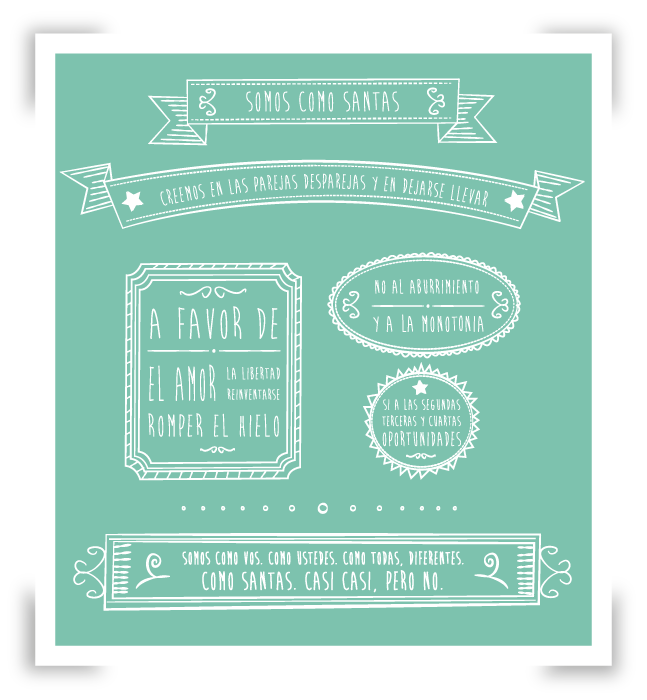 SOMOS COMO SANTAS
CREEMOS EN LAS PAREJAS DESPAREJAS Y EN DEJARSE LLEVAR
A FAVOR DE
EL AMOR LA LIBERTAD
REINVENTARSE
ROMPER EL HIELO
NO AL ABURRIMIENTO
Y A LA MONOTONIA
SI A LAS SEGUNDAS
TERCERAS Y CUARTAS
OPORTUNIDADES
SOMOS COMO VOS. COMO USTEDES. COMO TODAS, DIFERENTES.
COMO SANTAS. CASI CASI, PERO NO.